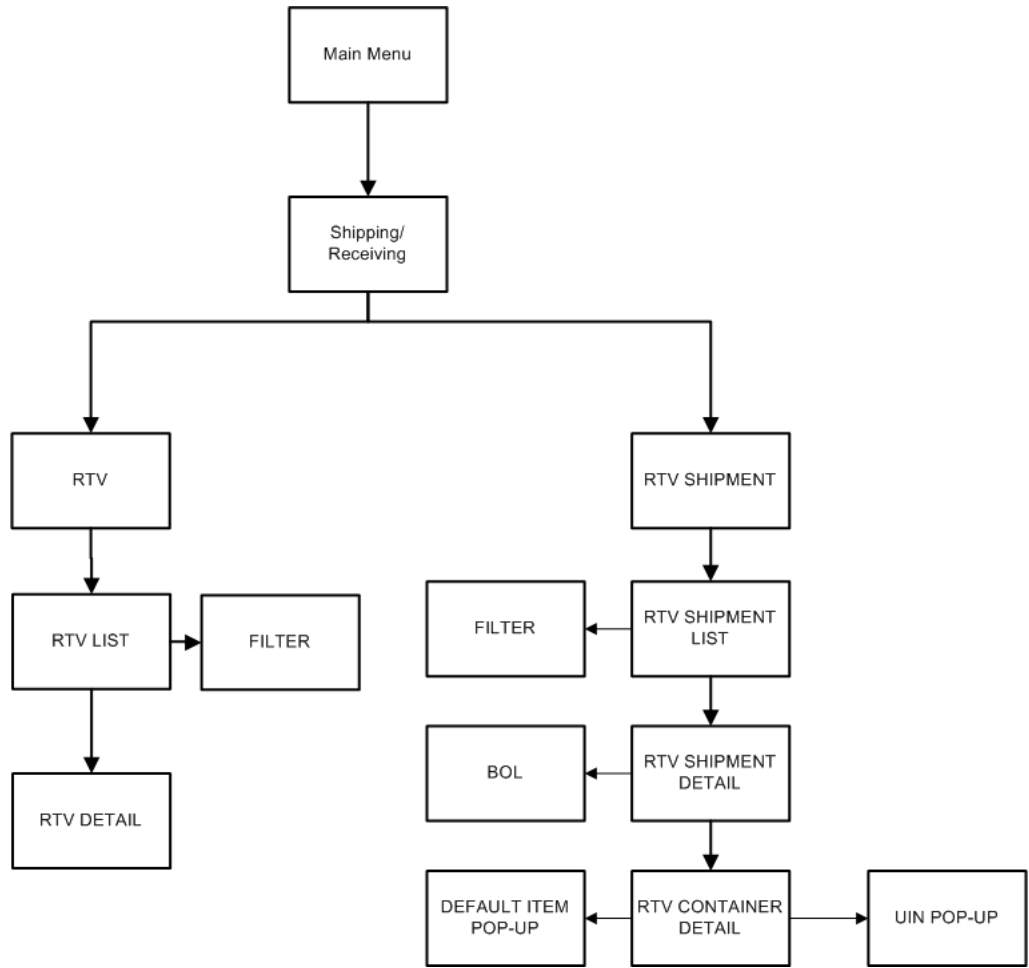 Main Menu
Shipping/
Receiving
RTV
RTV SHIPMENT
RTV LIST
FILTER
FILTER
RTV SHIPMENT
LIST
RTV DETAIL
BOL
RTV SHIPMENT
DETAIL
DEFAULT ITEM
POP-UP
RTV CONTAINER
DETAIL
UIN POP-UP